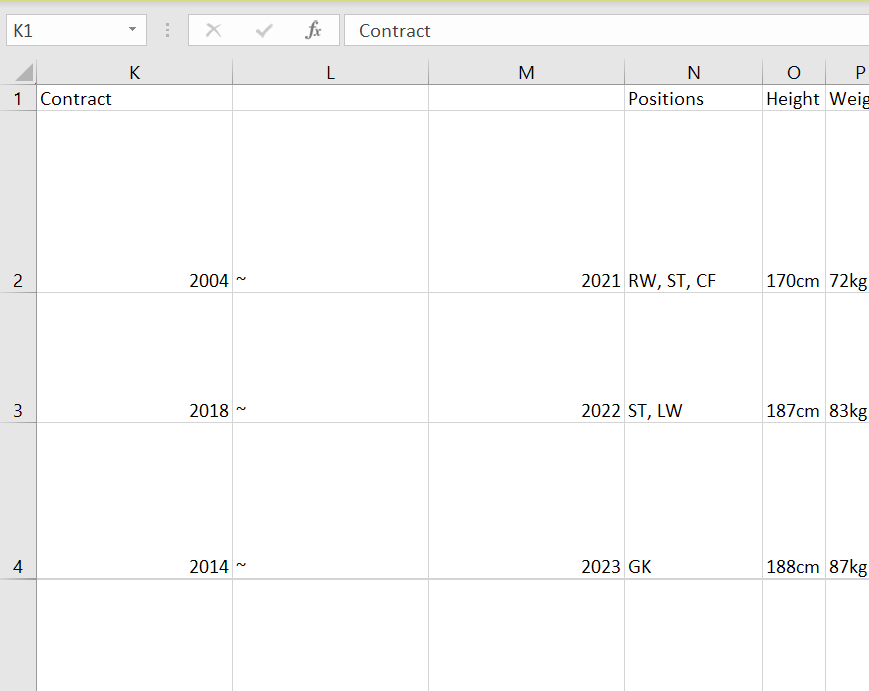 K1 fx Contract
K L M N O P
1 Contract Positions Height Weig
2 2004 ~ 2021 RW, ST, CF 170cm 72kg
3 2018 ~ 2022 ST, LW 187cm 83kg
4 2014 ~ 2023 GK 188cm 87kg